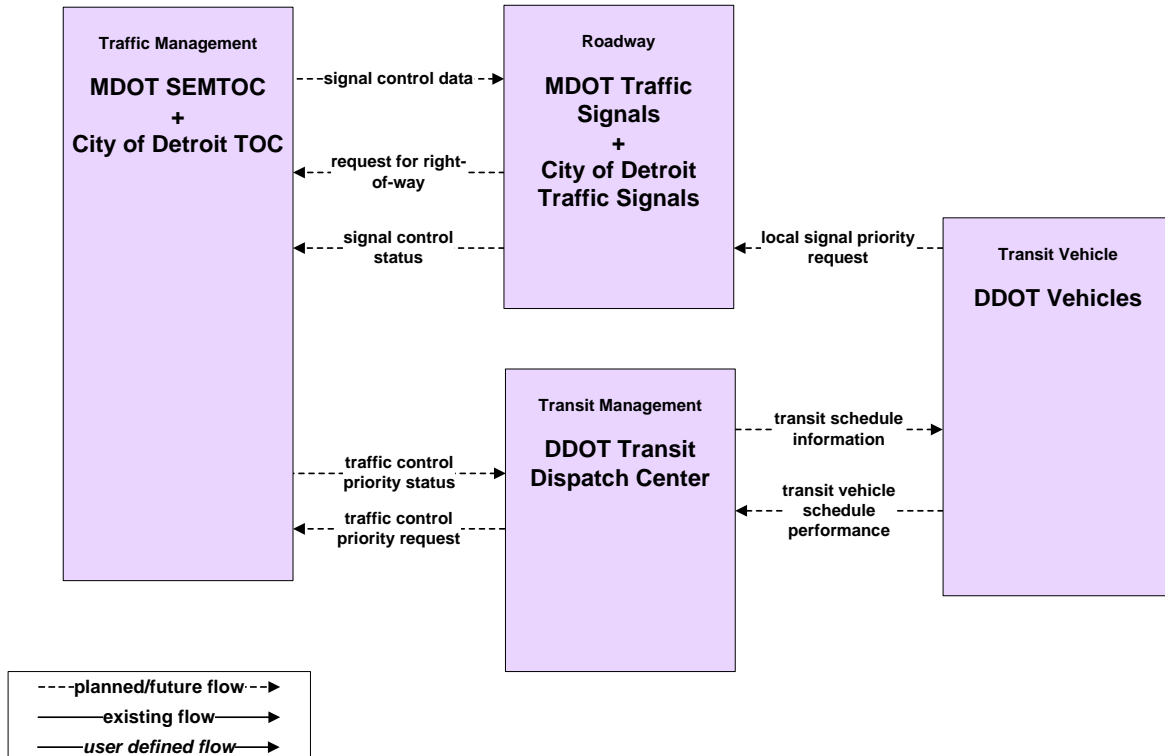 Traffic Management
MDOT SEMTOC
+
City of Detroit TOC
signal control data
request for right-
of-way
signal control
status
Roadway
MDOT Traffic
Signals
+
City of Detroit
Traffic Signals
local signal priority
request
Transit Vehicle
DDOT Vehicles
traffic control
priority status
traffic control
priority request
Transit Management
DDOT Transit
Dispatch Center
transit schedule
information
transit vehicle
schedule
performance
planned/future flow
existing flow
user defined flow